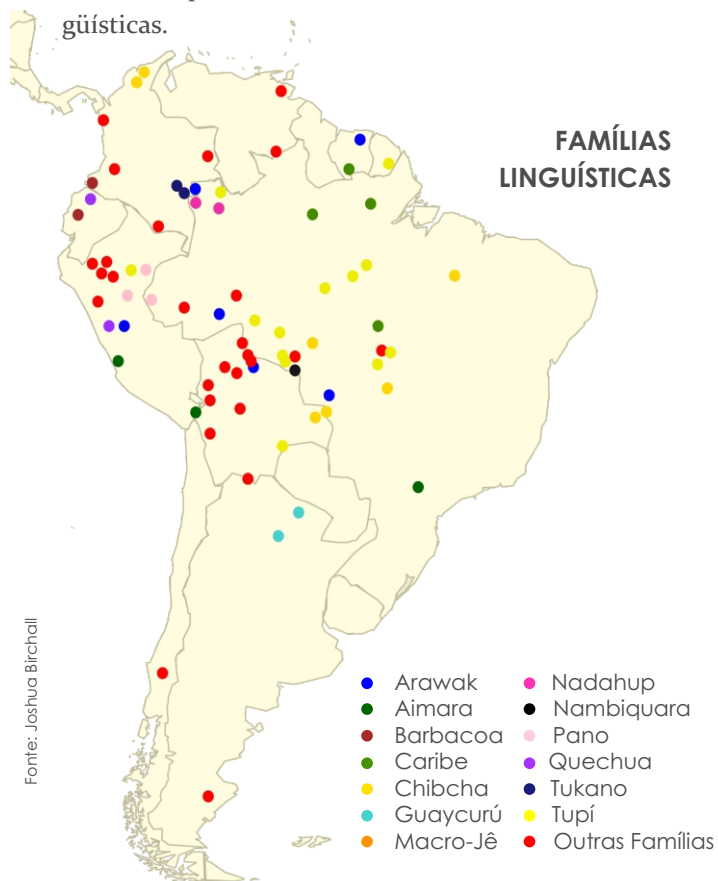 güísticas.
FAMÍLIAS
LINGUÍSTICAS
Fonte: Joshua Birchall
Arawak
Aimara
Barbacoa
Caribe
Chibcha
Guaycurú
Macro-Jê
Nadahup
Nambiquara
Pano
Quechua
Tukano
Tupí
Outras Famílias